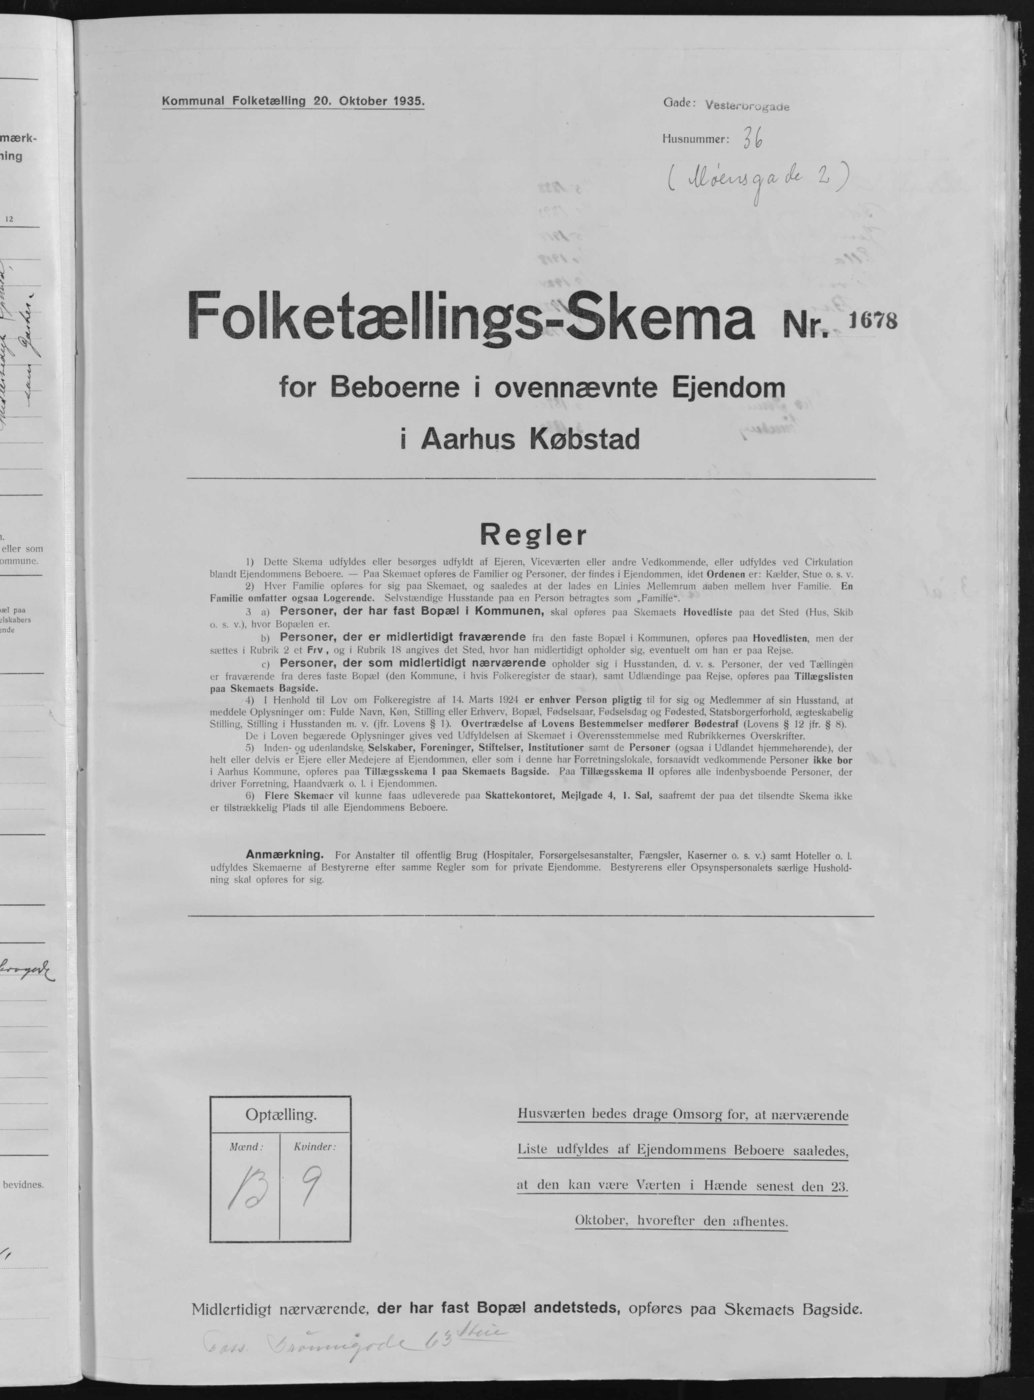 mærk-
ning
12
eller som
ommune.
pæl paa
elskabers
ende
bevidnes.
Kommunal Folketælling 20. Oktober 1935.
Gade: Vesterbrogade
Husnummer: 36
(Møensgade 2)
Folketællings-Skema Nr. 1678
for Beboerne i ovennævnte Ejendom
i Aarhus Købstad
Regler
1) Dette Skema udfyldes eller besørges udfyldt af Ejeren, Viceværten eller andre Vedkommende, eller udfyldes ved Cirkulation
blandt Ejendommens Beboere. — Paa Skemaet opføres de Familier og Personer, der findes i Ejendommen, idet Ordenen er: Kælder, Stue o. s. v.
2) Hver Familie opføres for sig paa Skemaet, og saaledes at der lades en Linies Mellemrum aaben mellem hver Familie. En
Familie omfatter ogsaa Logerende. Selvstændige Husstande paa en Person betragtes som „Familie“.
3 a) Personer, der har fast Bopæl i Kommunen, skal opføres paa Skemaets Hovedliste paa det Sted (Hus, Skib
o. s. v.), hvor Bopælen er.
b) Personer, der er midlertidigt fraværende fra den faste Bopæl i Kommunen, opføres paa Hovedlisten, men der
sættes i Rubrik 2 et Frv , og i Rubrik 18 angives det Sted, hvor han midlertidigt opholder sig, eventuelt om han er paa Rejse.
c) Personer, der som midlertidigt nærværende opholder sig i Husstanden, d. v. s. Personer, der ved Tællingen
er fraværende fra deres faste Bopæl (den Kommune, i hvis Folkeregister de staar), samt Udlændinge paa Rejse, opføres paa Tillægslisten
paa Skemaets Bagside.
4) I Henhold til Lov om Folkeregistre af 14. Marts 1924 er enhver Person pligtig til for sig og Medlemmer af sin Husstand, at
meddele Oplysninger om: Fulde Navn, Køn, Stilling eller Erhverv, Bopæl, Fødselsaar, Fødselsdag og Fødested, Statsborgerforhold, ægteskabelig
Stilling, Stilling i Husstanden m. v. (jfr. Lovens § 1). Overtrædelse af Lovens Bestemmelser medfører Bødestraf (Lovens § 12 jfr. § 8).
De i Loven begærede Oplysninger gives ved Udfyldelsen af Skemaet i Overensstemmelse med Rubrikkernes Overskrifter.
5) Inden- og udenlandske Selskaber, Foreninger, Stiftelser, Institutioner samt de Personer (ogsaa i Udlandet hjemmehørende), der
helt eller delvis er Ejere eller Medejere af Ejendommen, eller som i denne har Forretningslokale, forsaavidt vedkommende Personer ikke bor
i Aarhus Kommune, opføres paa Tillægsskema I paa Skemaets Bagside. Paa Tillægsskema II opføres alle indenbysboende Personer, der
driver Forretning, Haandværk o. l. i Ejendommen.
6) Flere Skemaer vil kunne faas udleverede paa Skattekontoret, Mejlgade 4, 1. Sal, saafremt der paa det tilsendte Skema ikke
er tilstrækkelig Plads til alle Ejendommens Beboere.
Anmærkning. For Anstalter til offentlig Brug (Hospitaler, Forsørgelsesanstalter, Fængsler, Kaserner o. s. v.) samt Hoteller o. l.
udfyldes Skemaerne af Bestyrerne efter samme Regler som for private Ejendomme. Bestyrerens eller Opsynspersonalets særlige Hushold-
ning skal opføres for sig.
Optælling.
Mænd: Kvinder:
13 9
Husværten bedes drage Omsorg for, at nærværende
Liste udfyldes af Ejendommens Beboere saaledes,
at den kan være Værten i Hænde senest den 23.
Oktober, hvorefter den afhentes.
Midlertidigt nærværende, der har fast Bopæl andetsteds, opføres paa Skemaets Bagside.
63 Stue